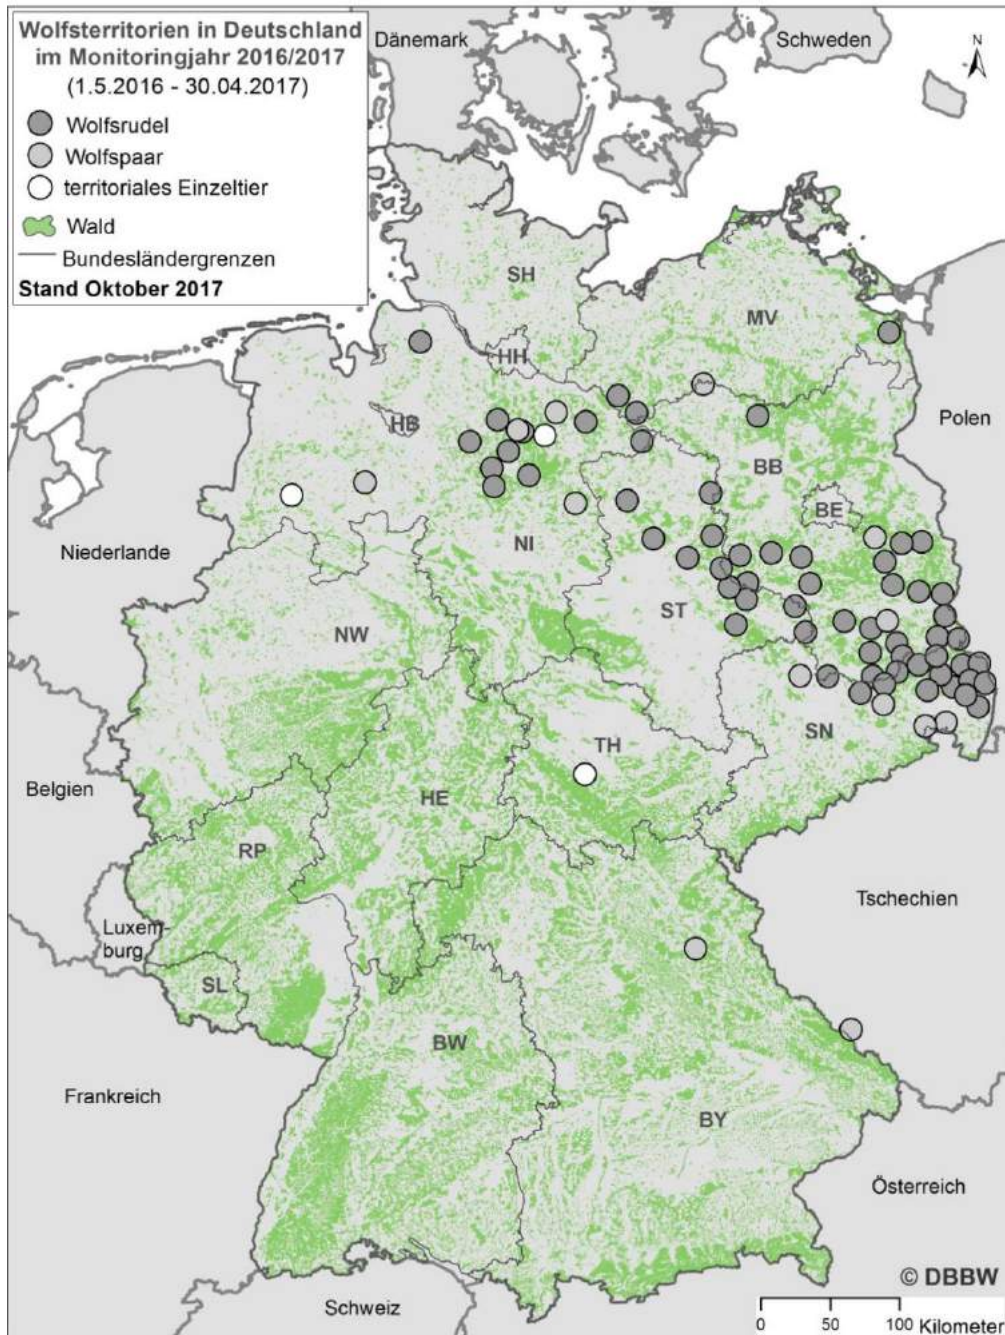 Wolfsterritorien in Deutschland
im Monitoringjahr 2016/2017
(1.5.2016 - 30.04.2017)
Wolfsrudel
Wolfspaar
territoriales Einzeltier
Wald
Bundesländergrenzen
Stand Oktober 2017
Dänemark
Schweden
N
SH
MV
HH
HB
Polen
BB
BE
Niederlande
NI
NW
ST
SN
TH
Belgien
HE
RP
Tschechien
Luxem-
burg
SL
BW
Frankreich
BY
Österreich
© DBBW
Schweiz
0 50 100 Kilometer